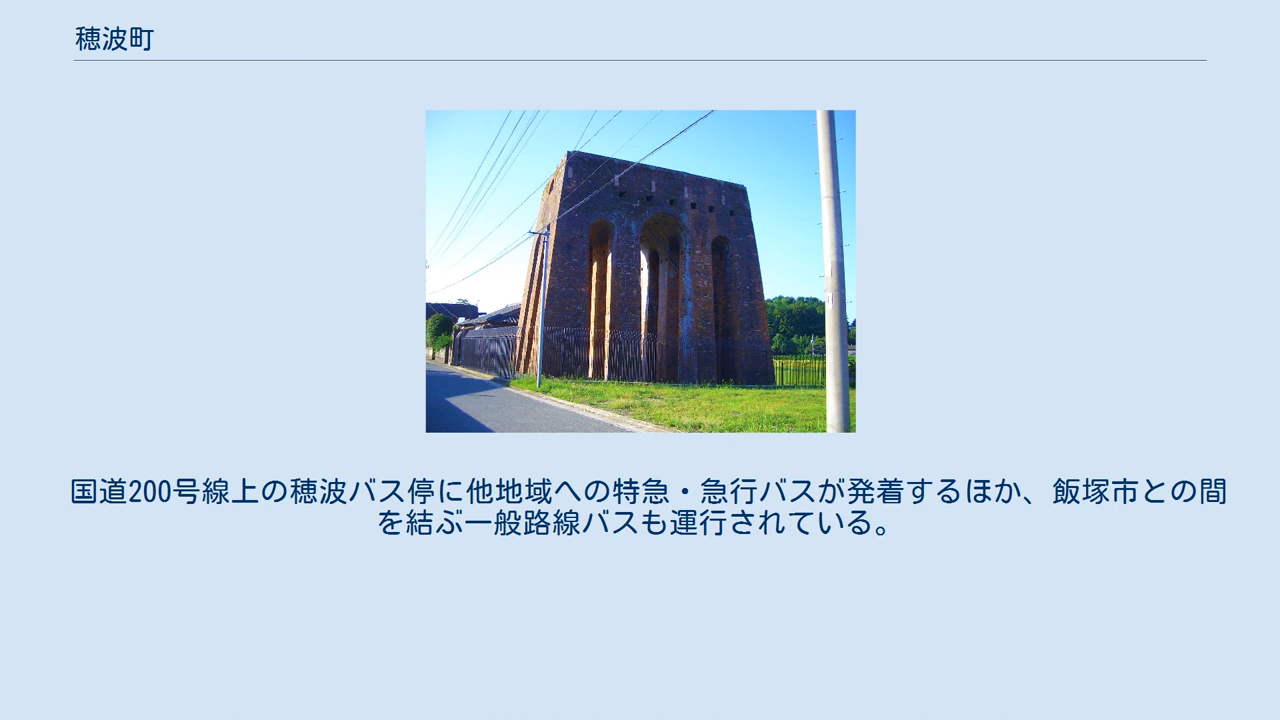 穂波町
国道200号線上の穂波バス停に他地域への特急・急行バスが発着するほか、飯塚市との間
を結ぶ一般路線バスも運行されている。